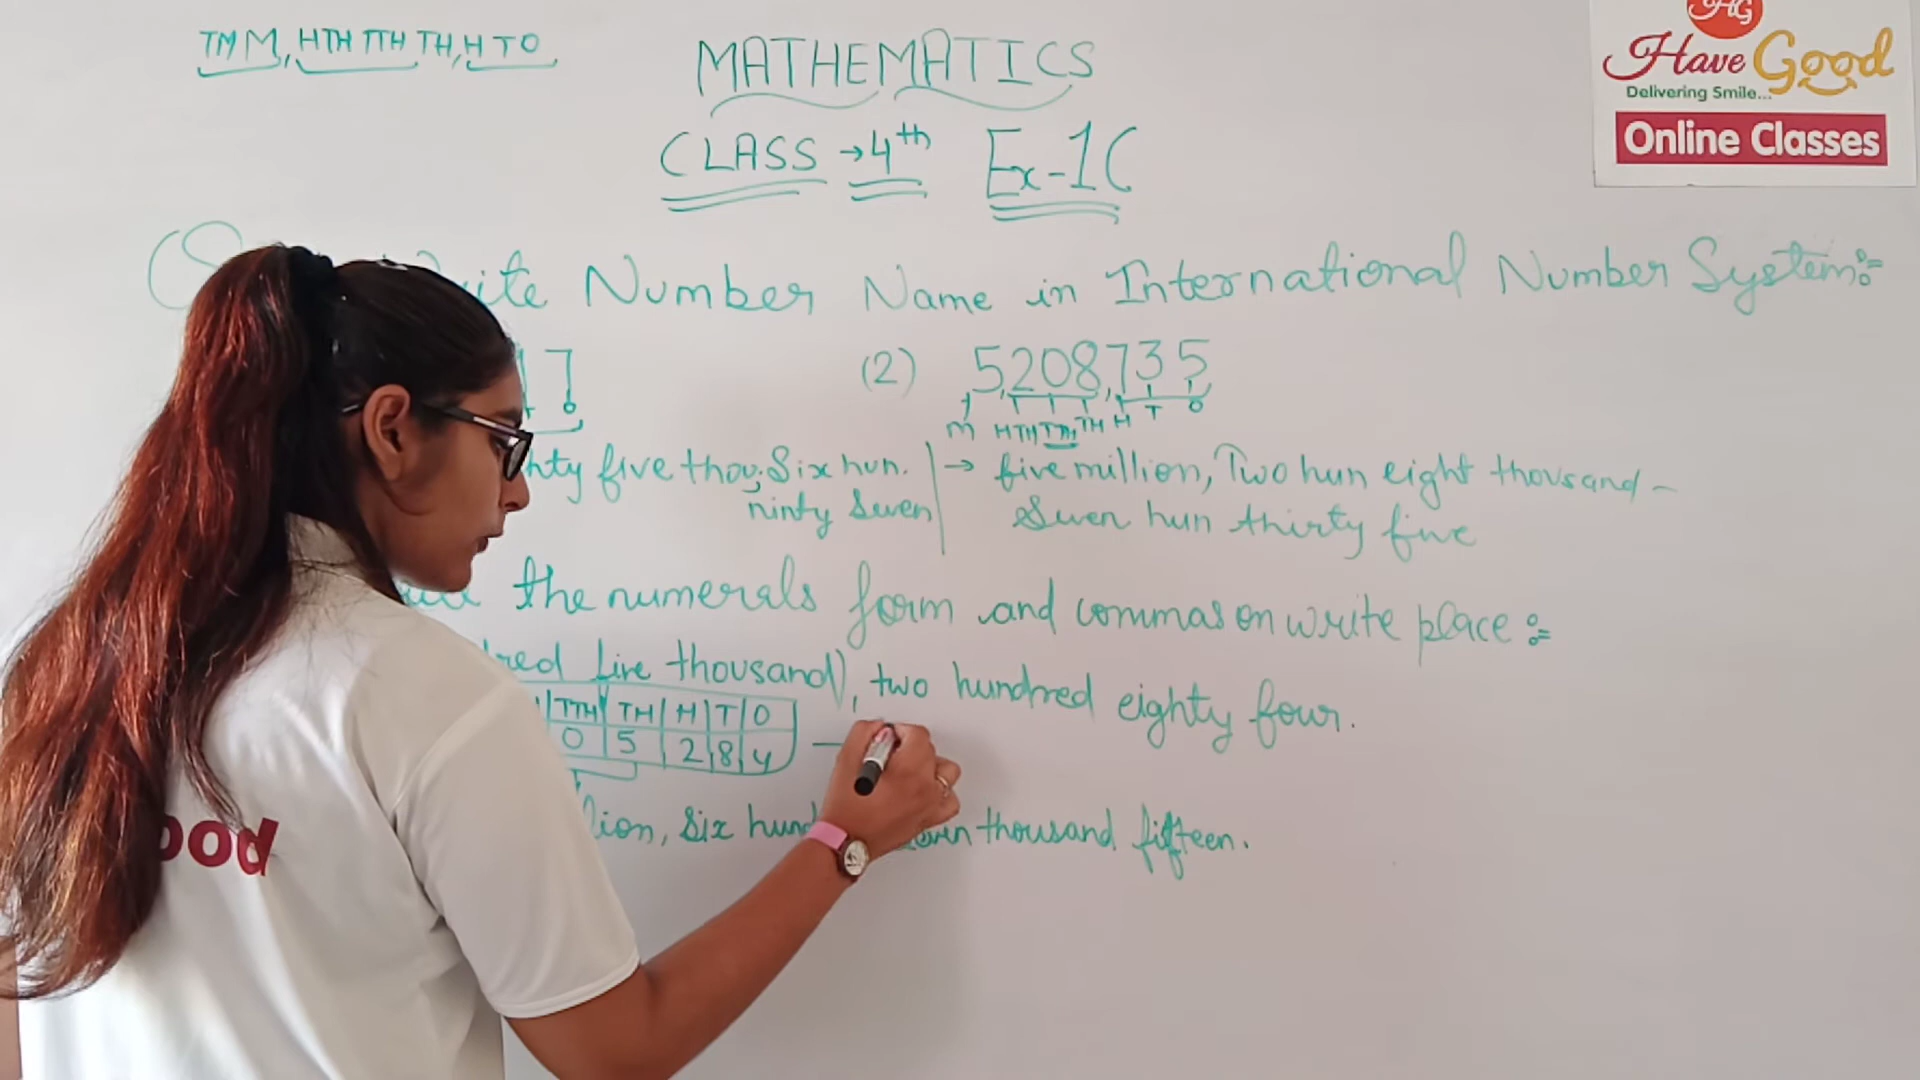 TM M, HTH TTH TH, H T O
MATHEMATICS
HG
Have Good
Delivering Smile...
Online Classes
CLASS → 4th Ex-1C
Number Name in International Number System:=
17
O
(2) 5,208,735
M HTH TTH TH H T O
five thou, Six hun.
ninty Seven
→ five million, Two hun eight thousand -
Seven hun thirty five
the numerals form and commas on write place :=
five thousand), two hundred eighty four.
TTH TH H T O
0 5 2 8 4
Six thousand fifteen.
ood